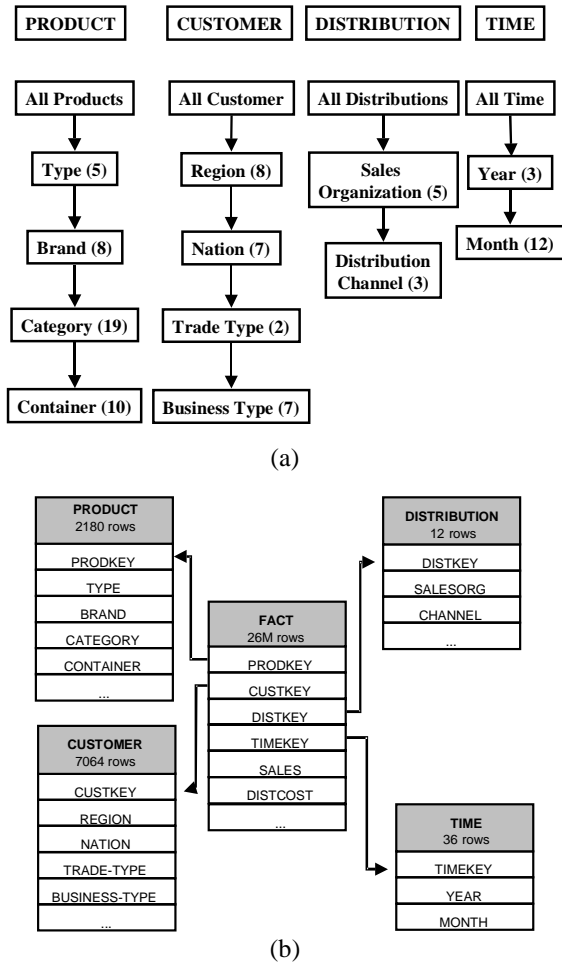 PRODUCT
CUSTOMER
DISTRIBUTION
TIME
All Products
All Customer
All Distributions
All Time
Type (5)
Region (8)
Sales
Organization (5)
Year (3)
Brand (8)
Nation (7)
Distribution
Channel (3)
Month (12)
Category (19)
Trade Type (2)
Container (10)
Business Type (7)
(a)
PRODUCT
2180 rows
PRODKEY
TYPE
BRAND
CATEGORY
CONTAINER
...
CUSTOMER
7064 rows
CUSTKEY
REGION
NATION
TRADE-TYPE
BUSINESS-TYPE
...
FACT
26M rows
PRODKEY
CUSTKEY
DISTKEY
TIMEKEY
SALES
DISTCOST
...
DISTRIBUTION
12 rows
DISTKEY
SALESORG
CHANNEL
...
TIME
36 rows
TIMEKEY
YEAR
MONTH
(b)